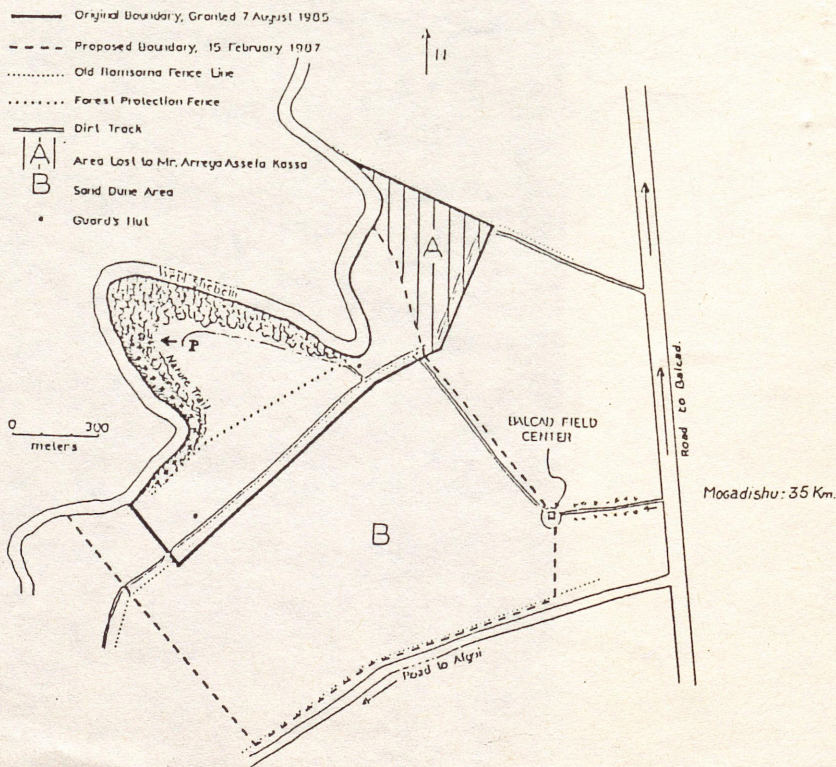 Original Boundary, Granted 7 August 1985
Proposed Boundary, 15 February 1987
Old Fence Line
Forest Protection Fence
Dirt Track
A
Area Lost to Mr. Arreya Assefa Kassa
B
Sand Dune Area
Guard's Hut
A
Shebelli
P
Nature Trail
0 300
meters
BALCAD FIELD
CENTER
Road to Balcad.
Mogadishu: 35 Km.
B
Road to